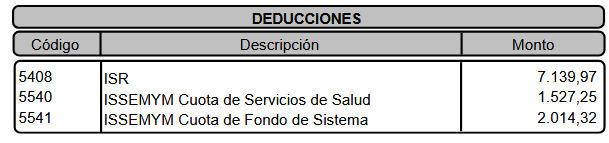 DEDUCCIONES
Código Descripción Monto
5408 ISR 7.139,97
5540 ISSEMYM Cuota de Servicios de Salud 1.527,25
5541 ISSEMYM Cuota de Fondo de Sistema 2.014,32